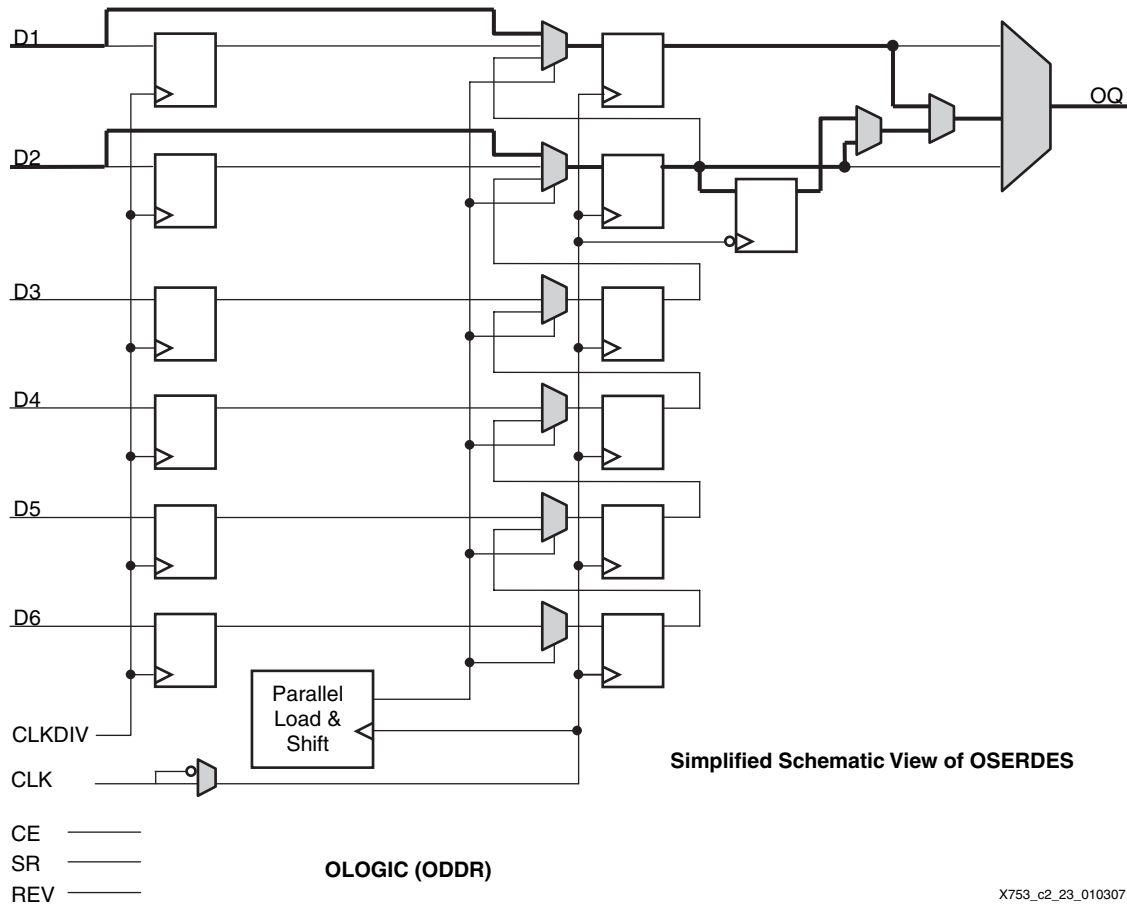 D1
OQ
D2
D3
D4
D5
D6
Parallel
Load &
Shift
CLKDIV
CLK
Simplified Schematic View of OSERDES
CE
SR
REV
OLOGIC (ODDR)
X753_c2_23_010307